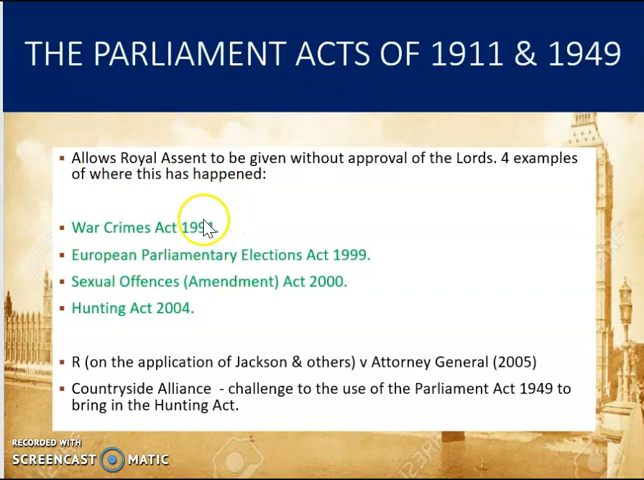 THE PARLIAMENT ACTS OF 1911 & 1949
▪ Allows Royal Assent to be given without approval of the Lords. 4 examples
of where this has happened:
▪ War Crimes Act 1991.
▪ European Parliamentary Elections Act 1999.
▪ Sexual Offences (Amendment) Act 2000.
▪ Hunting Act 2004.
▪ R (on the application of Jackson & others) v Attorney General (2005)
▪ Countryside Alliance - challenge to the use of the Parliament Act 1949 to
bring in the Hunting Act.
RECORDED WITH
SCREENCAST MATIC